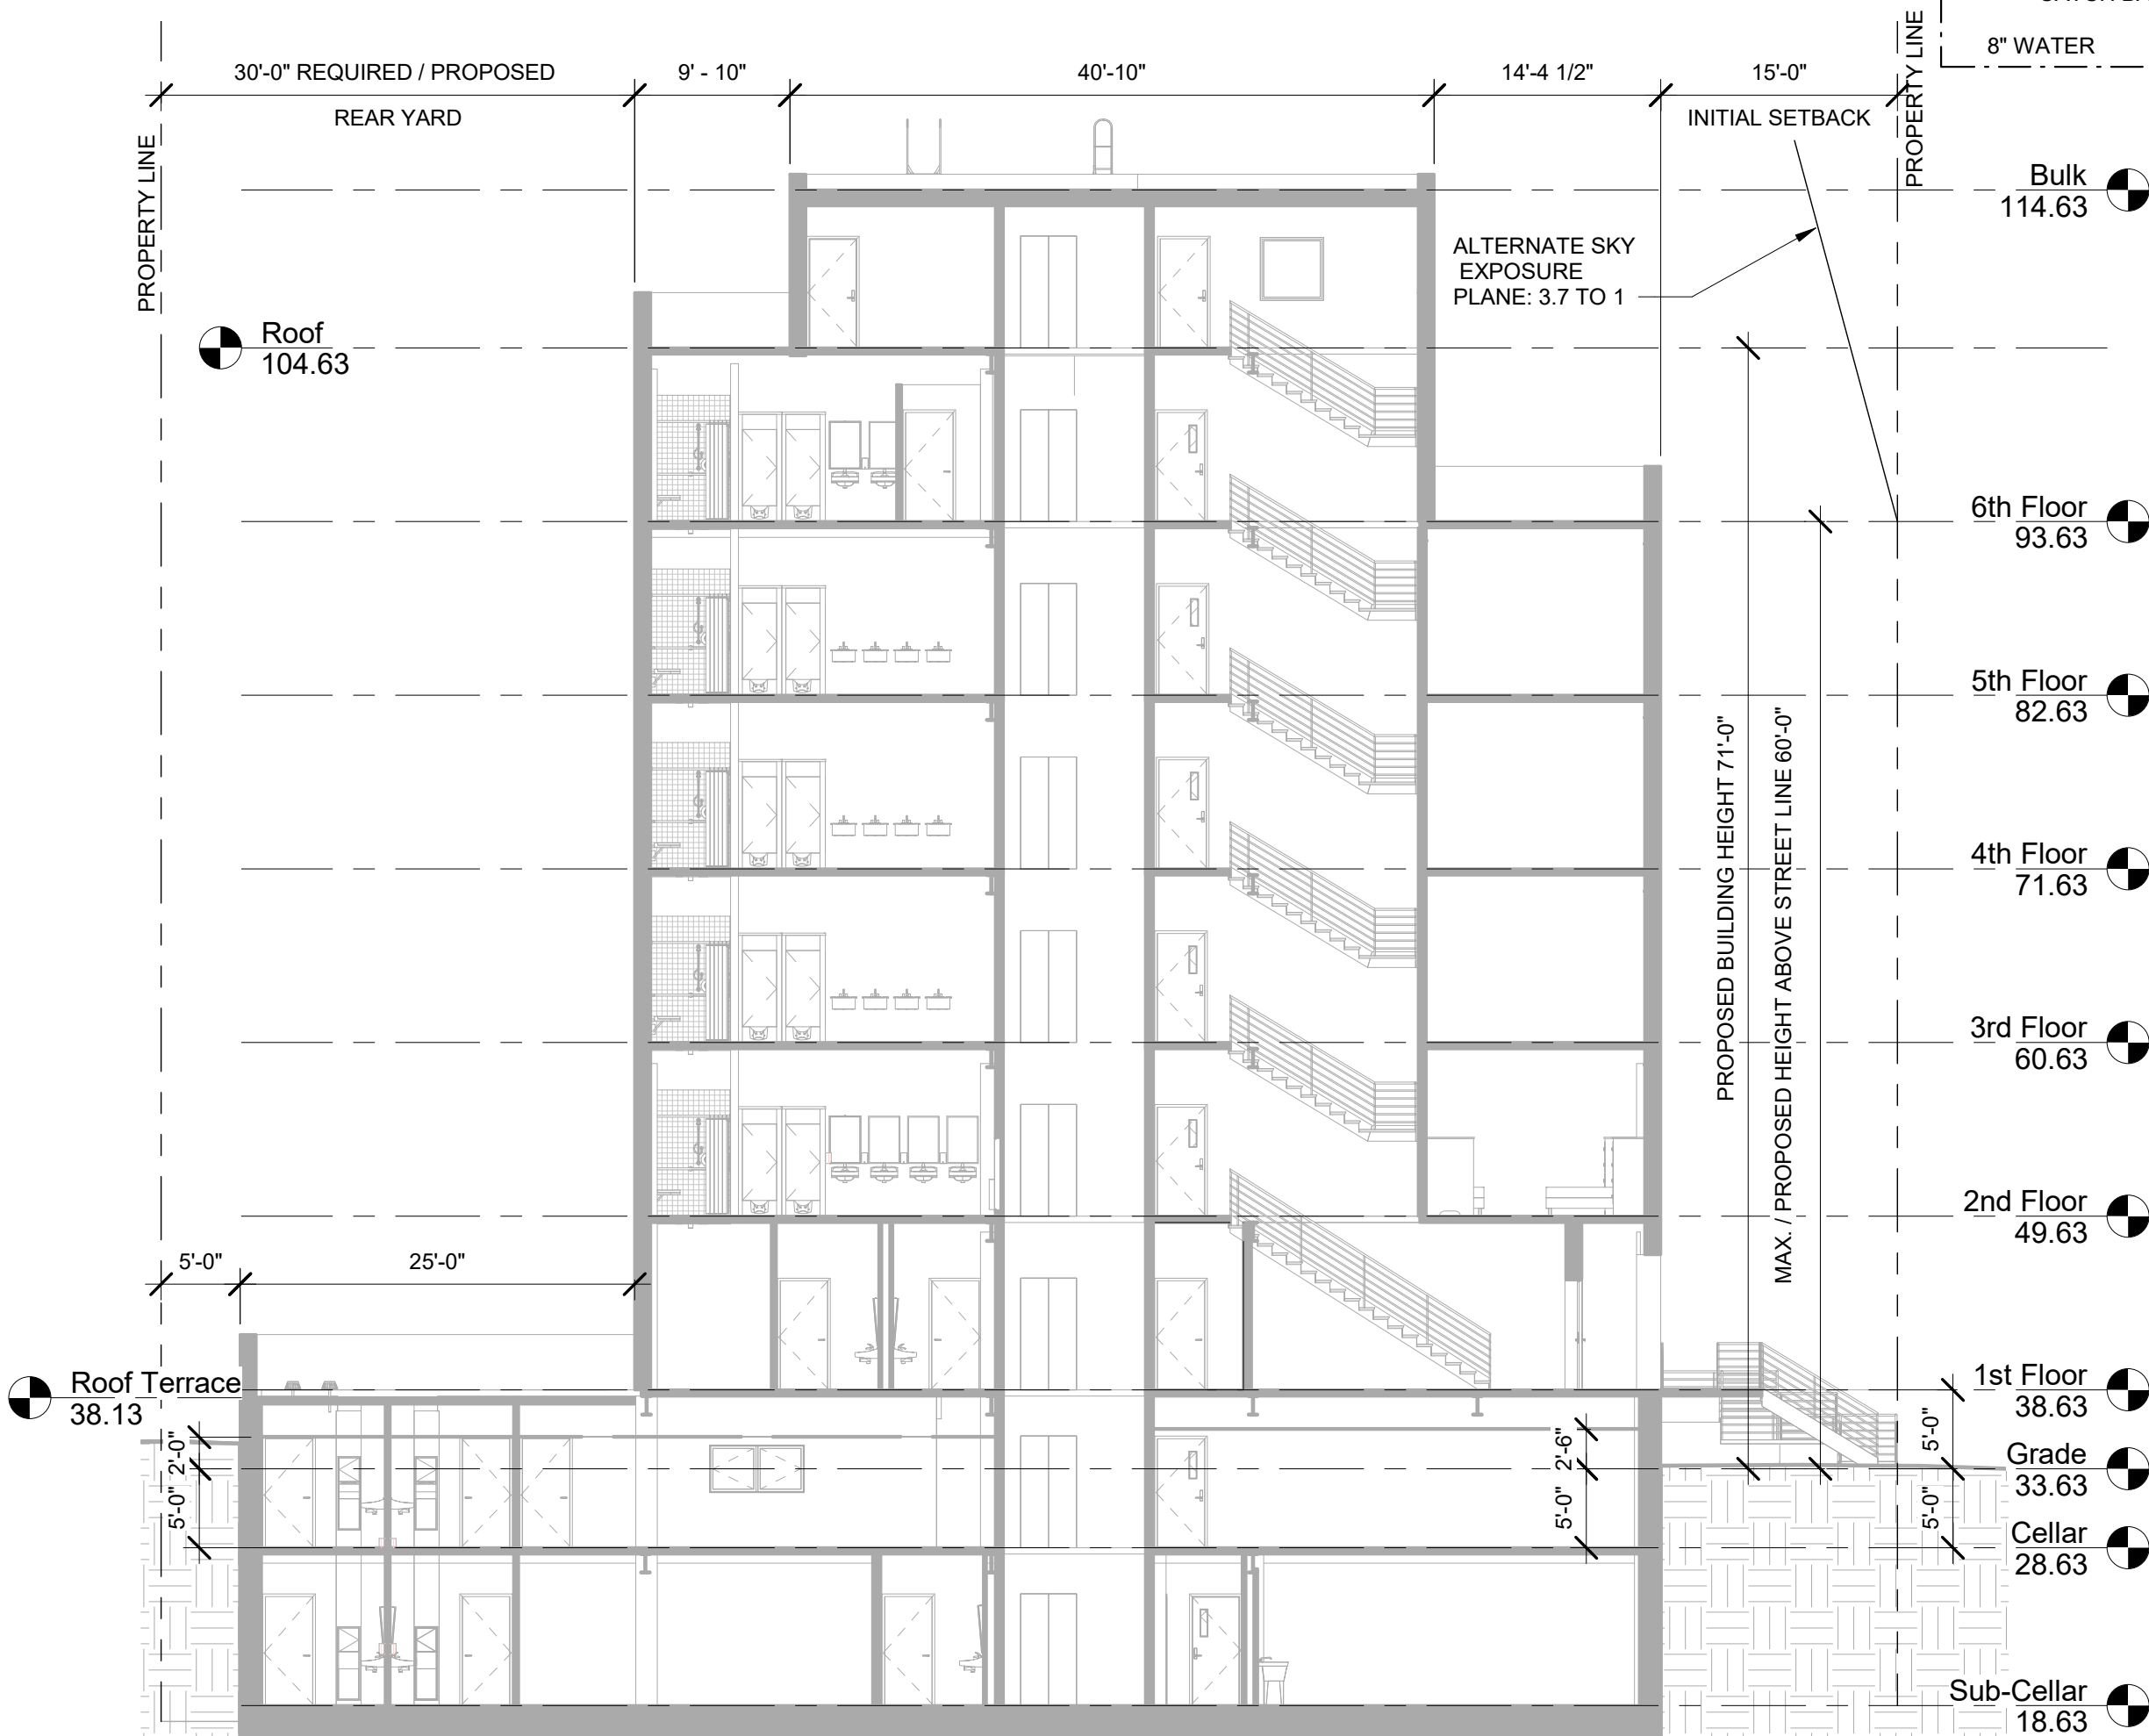 8" WATER
30'-0" REQUIRED / PROPOSED
9' - 10"
40'-10"
14'-4 1/2"
15'-0"
REAR YARD
INITIAL SETBACK
PROPERTY LINE
PROPERTY LINE
Bulk
114.63
ALTERNATE SKY
EXPOSURE
PLANE: 3.7 TO 1
Roof
104.63
6th Floor
93.63
5th Floor
82.63
PROPOSED BUILDING HEIGHT 71'-0"
MAX. / PROPOSED HEIGHT ABOVE STREET LINE 60'-0"
4th Floor
71.63
3rd Floor
60.63
2nd Floor
49.63
5'-0"
25'-0"
Roof Terrace
38.13
1st Floor
38.63
2'-0"
2'-6"
5'-0"
Grade
33.63
5'-0"
5'-0"
5'-0"
Cellar
28.63
Sub-Cellar
18.63